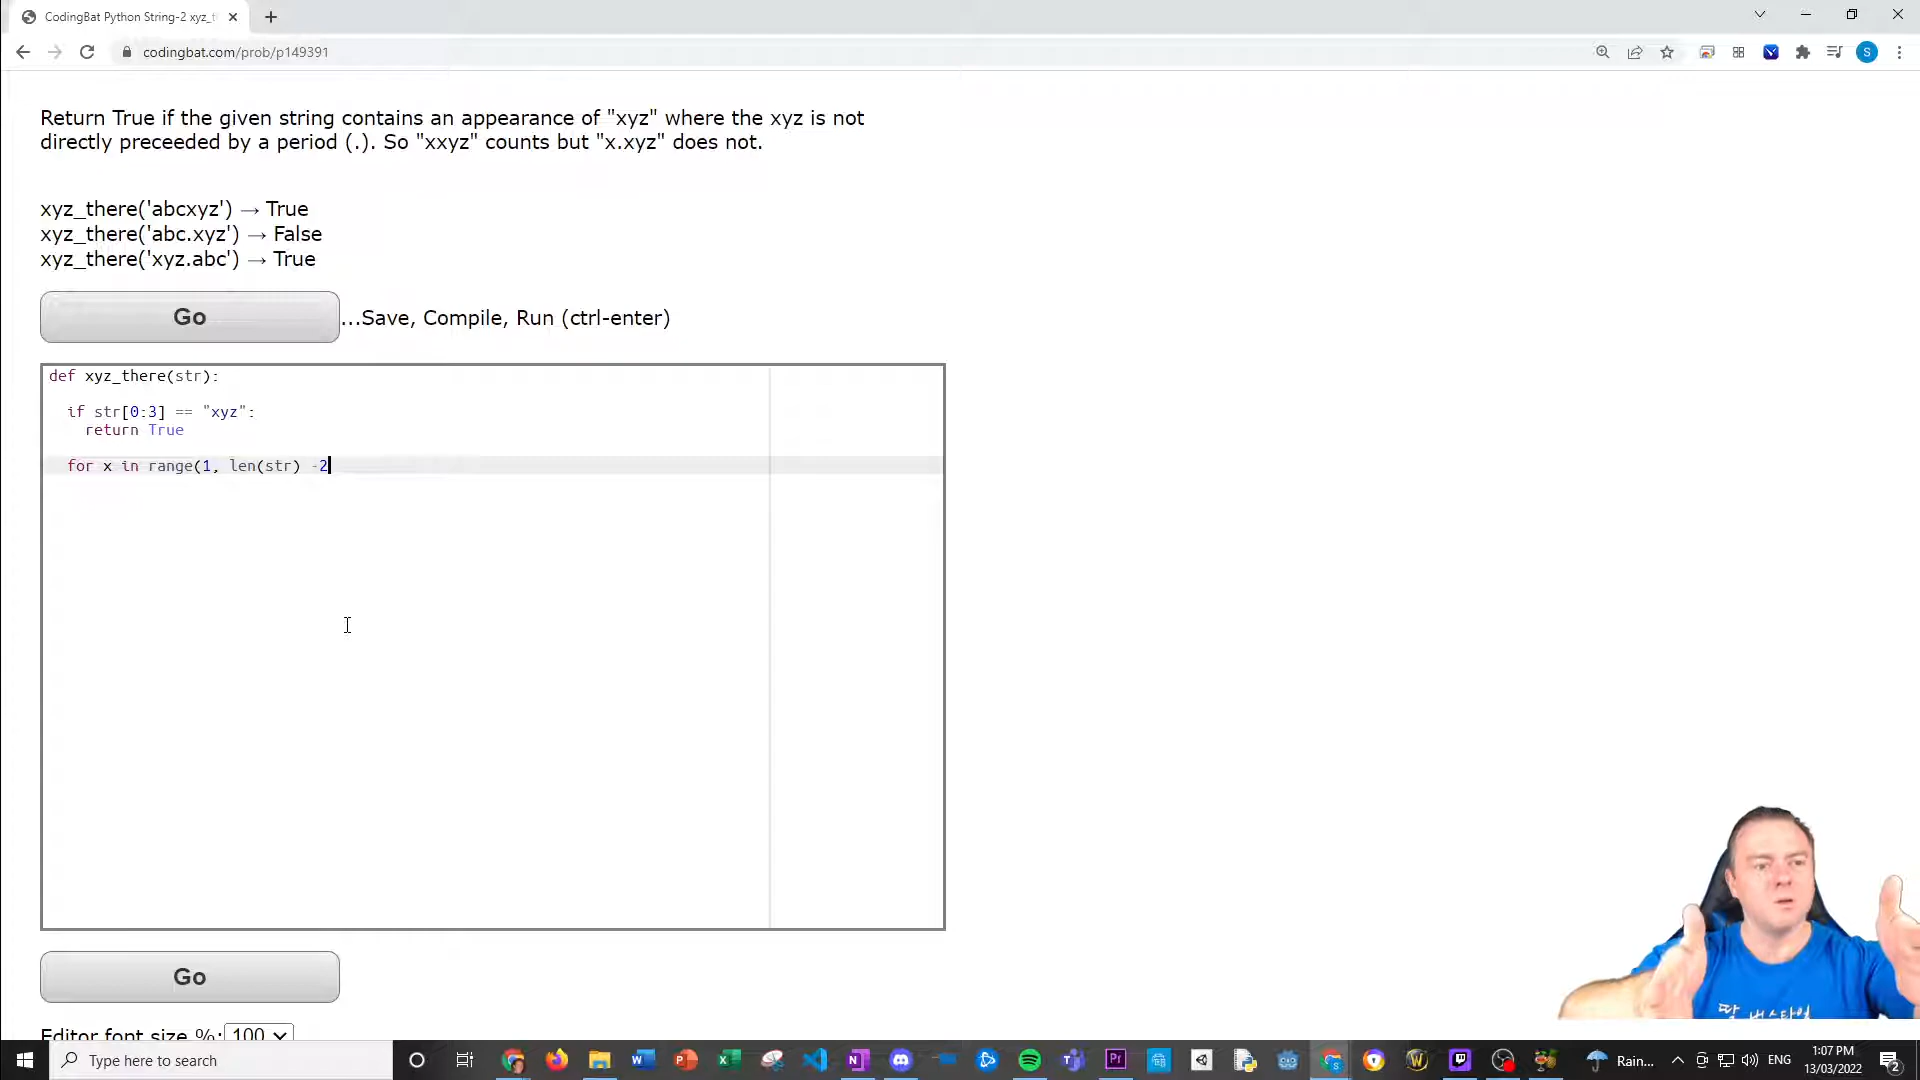 CodingBat Python String-2 xyz_t
codingbat.com/prob/p149391
S
Return True if the given string contains an appearance of "xyz" where the xyz is not
directly preceeded by a period (.). So "xxyz" counts but "x.xyz" does not.
xyz_there('abcxyz') → True
xyz_there('abc.xyz') → False
xyz_there('xyz.abc') → True
Go
...Save, Compile, Run (ctrl-enter)
def xyz_there(str):
if str[0:3] == "xyz":
return True
for x in range(1, len(str) -2
Go
Editor font size %: 100
Type here to search
Rain...
ENG
1:07 PM
13/03/2022
2